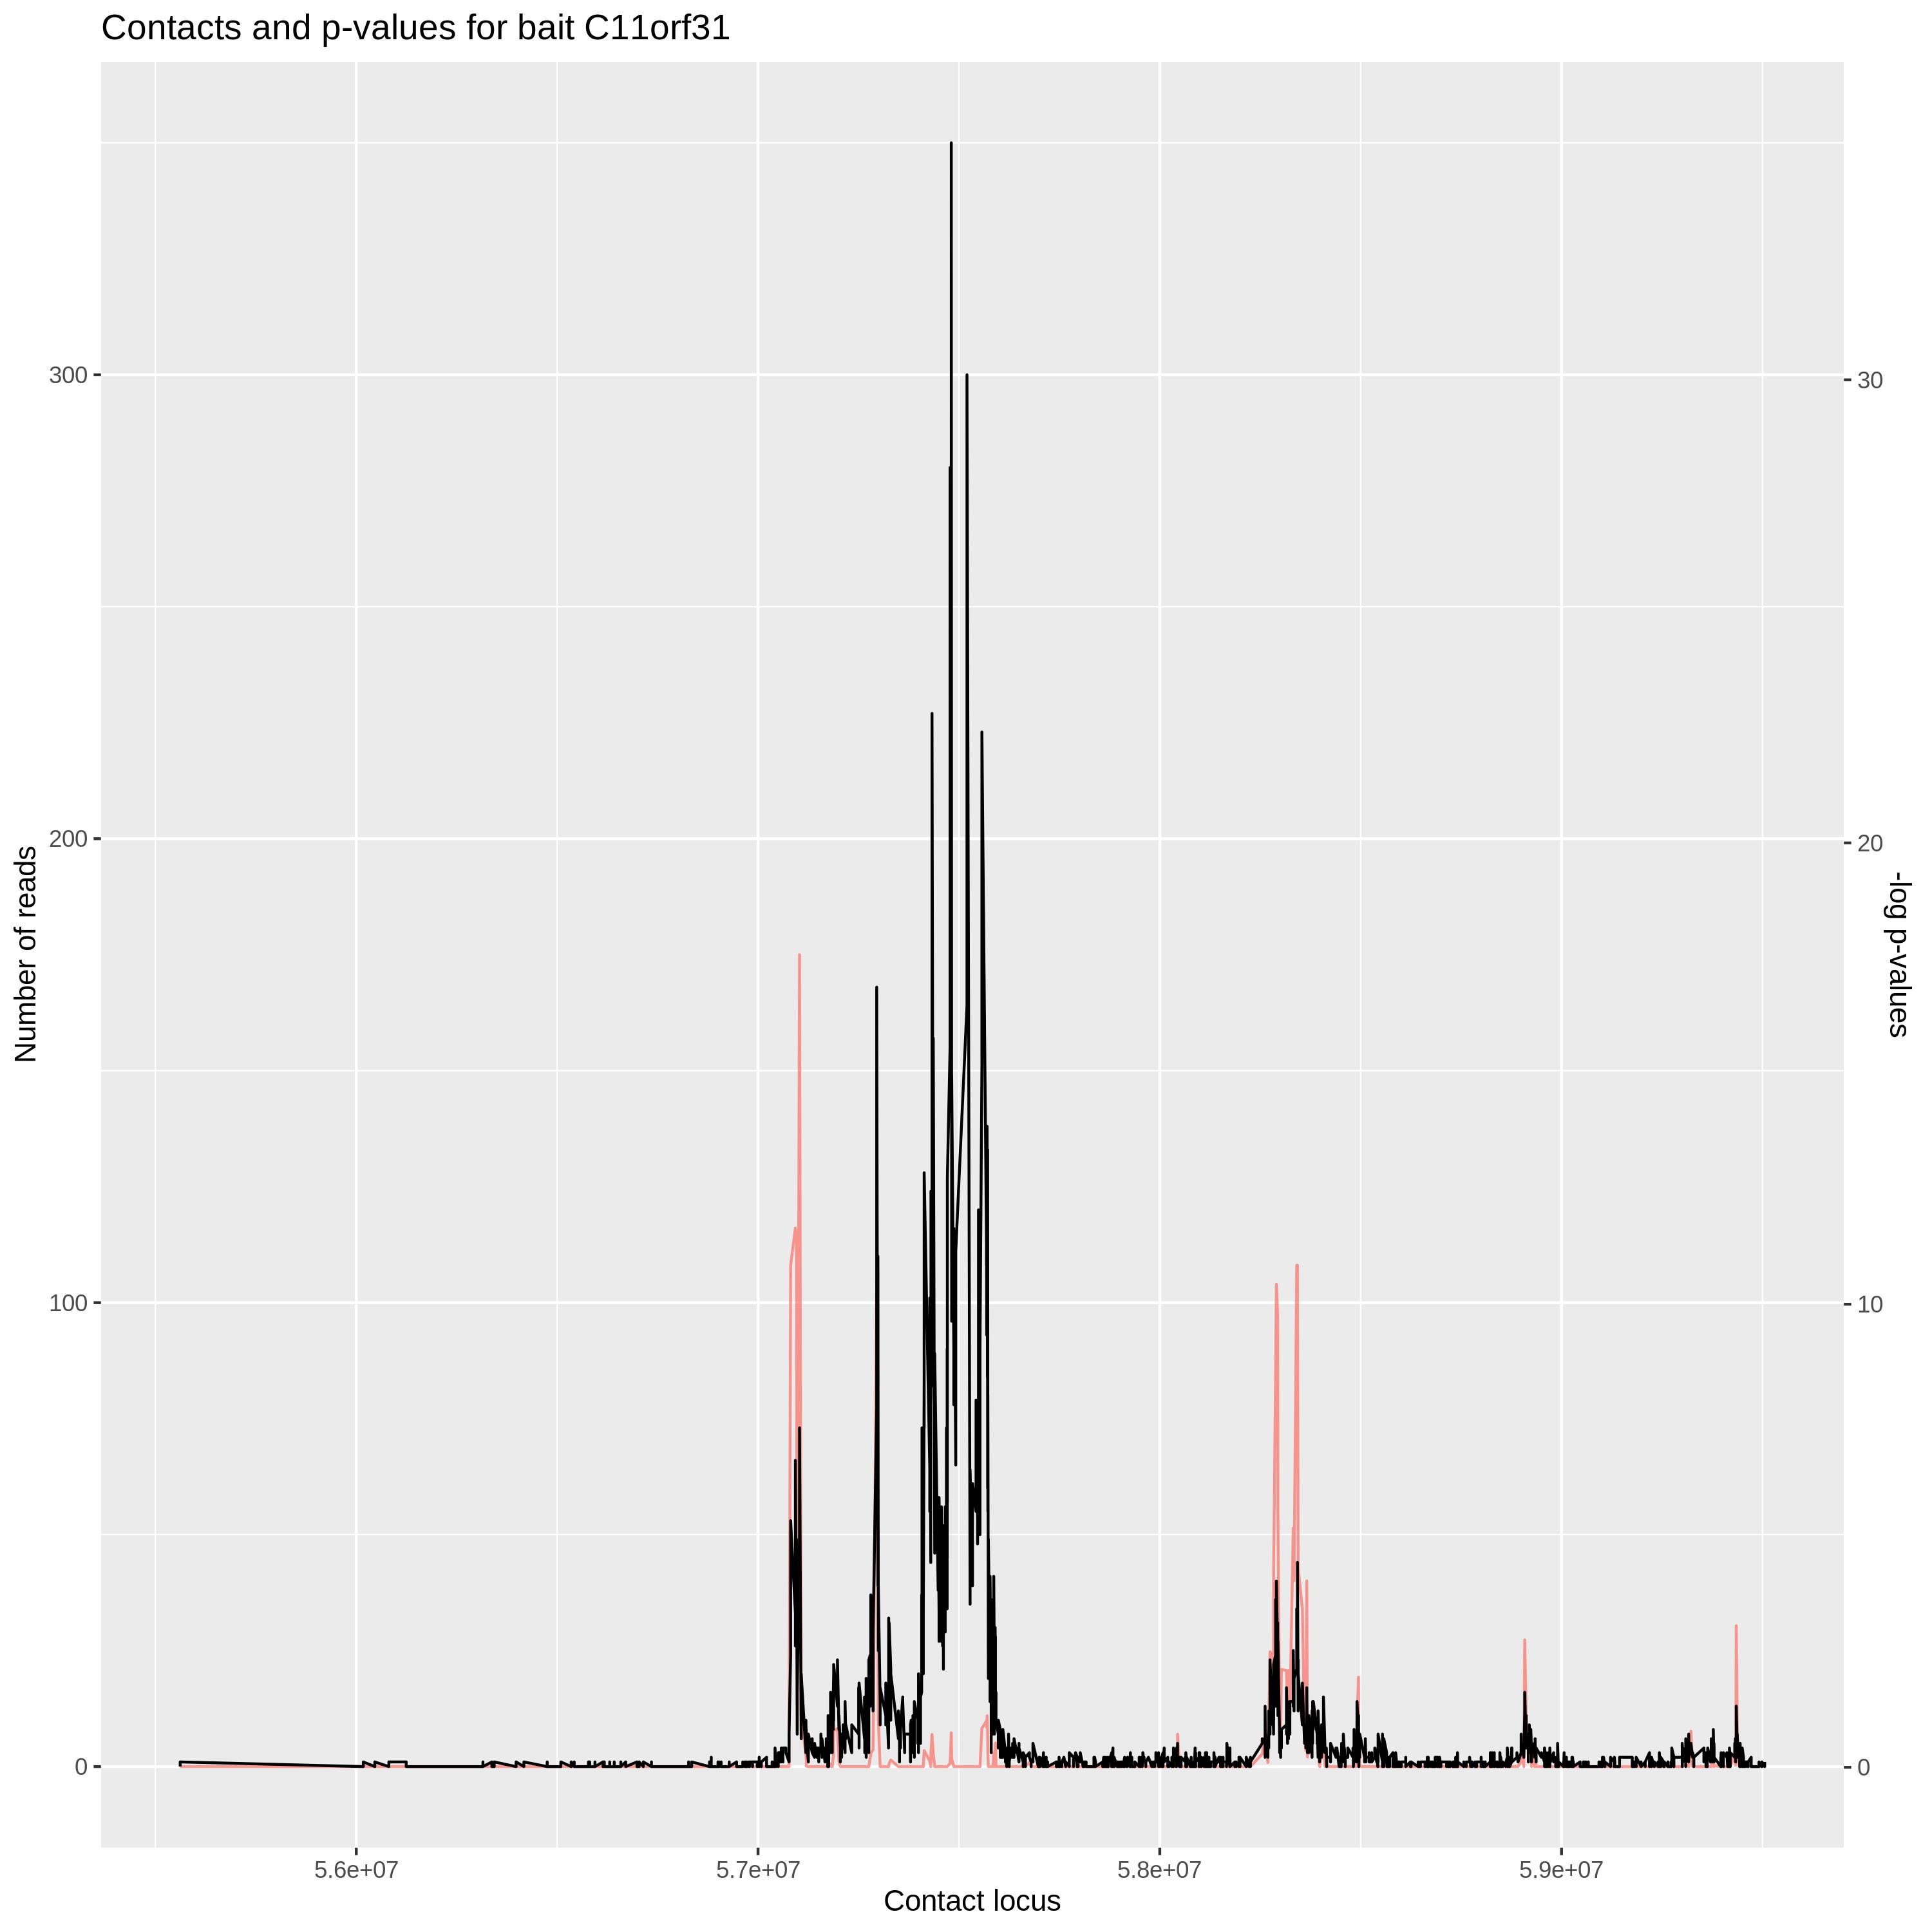 Contacts and p-values for bait C11orf31
300
200
100
0
Number of reads
30
20
10
0
-log p-values
5.6e+07
5.7e+07
5.8e+07
5.9e+07
Contact locus